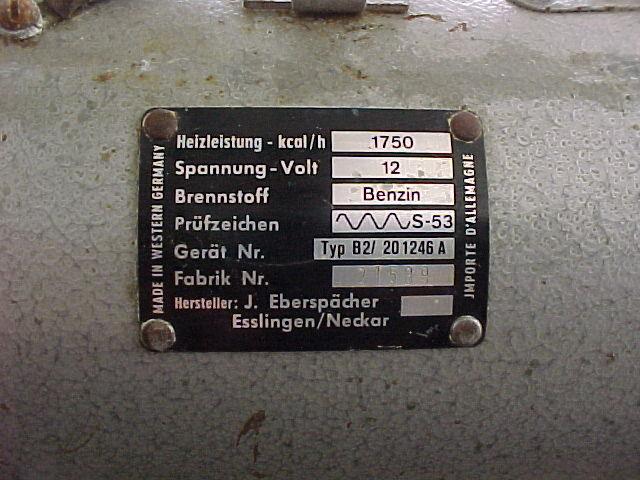 Heizleistung - kcal/h 1750
Spannung-Volt 12
Brennstoff Benzin
Prüfzeichen S-53
Gerät Nr. Typ B2/ 201246 A
Fabrik Nr.
Hersteller: J. Eberspächer
Esslingen/Neckar
MADE IN WESTERN GERMANY
JMPORTE D'ALLEMAGNE